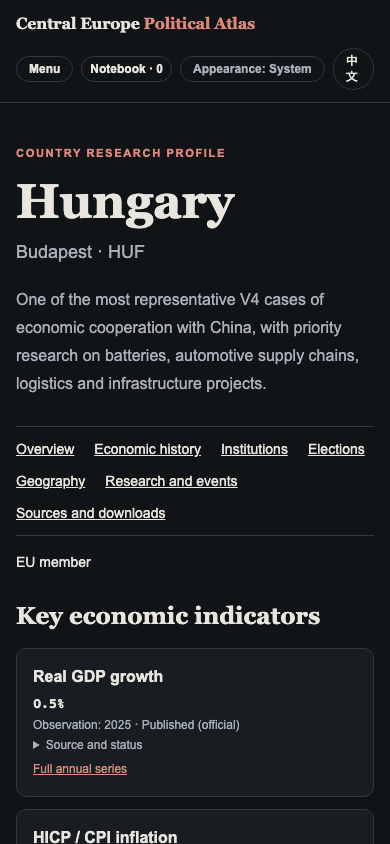 Central Europe Political Atlas
Menu
Notebook · 0
Appearance: System
中
文
COUNTRY RESEARCH PROFILE
Hungary
Budapest · HUF
One of the most representative V4 cases of
economic cooperation with China, with priority
research on batteries, automotive supply chains,
logistics and infrastructure projects.
Overview Economic history Institutions Elections
Geography Research and events
Sources and downloads
EU member
Key economic indicators
Real GDP growth
0.5%
Observation: 2025 · Published (official)
Source and status
Full annual series
HICP / CPI inflation